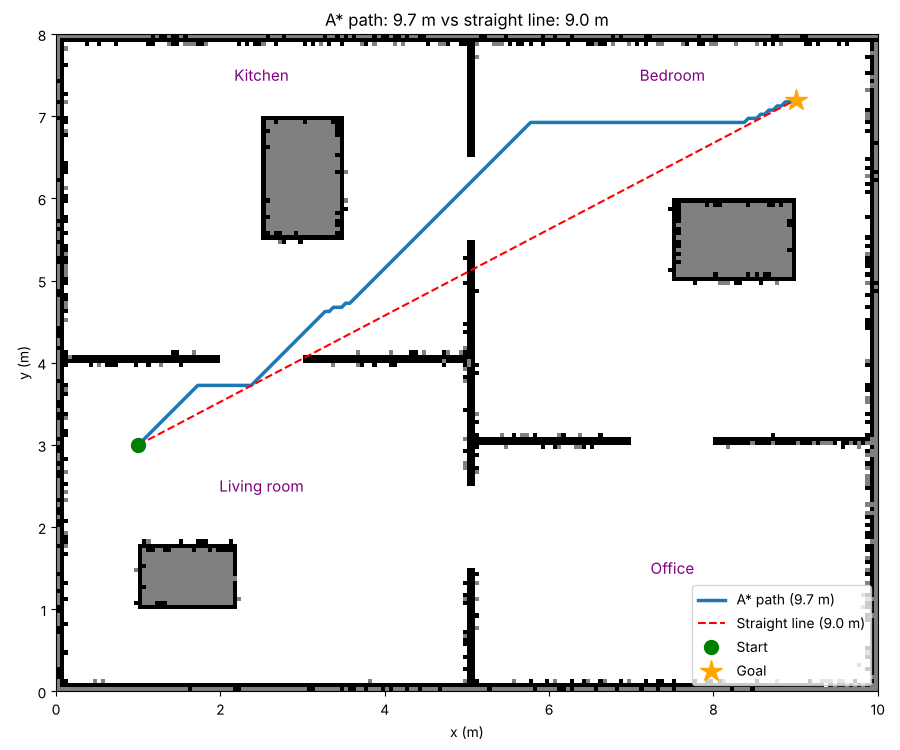 A* path: 9.7 m vs straight line: 9.0 m
8
7
6
5
4
3
2
1
0
y (m)
Kitchen
Bedroom
Living room
Office
A* path (9.7 m)
Straight line (9.0 m)
Start
Goal
0
2
4
6
8
10
x (m)